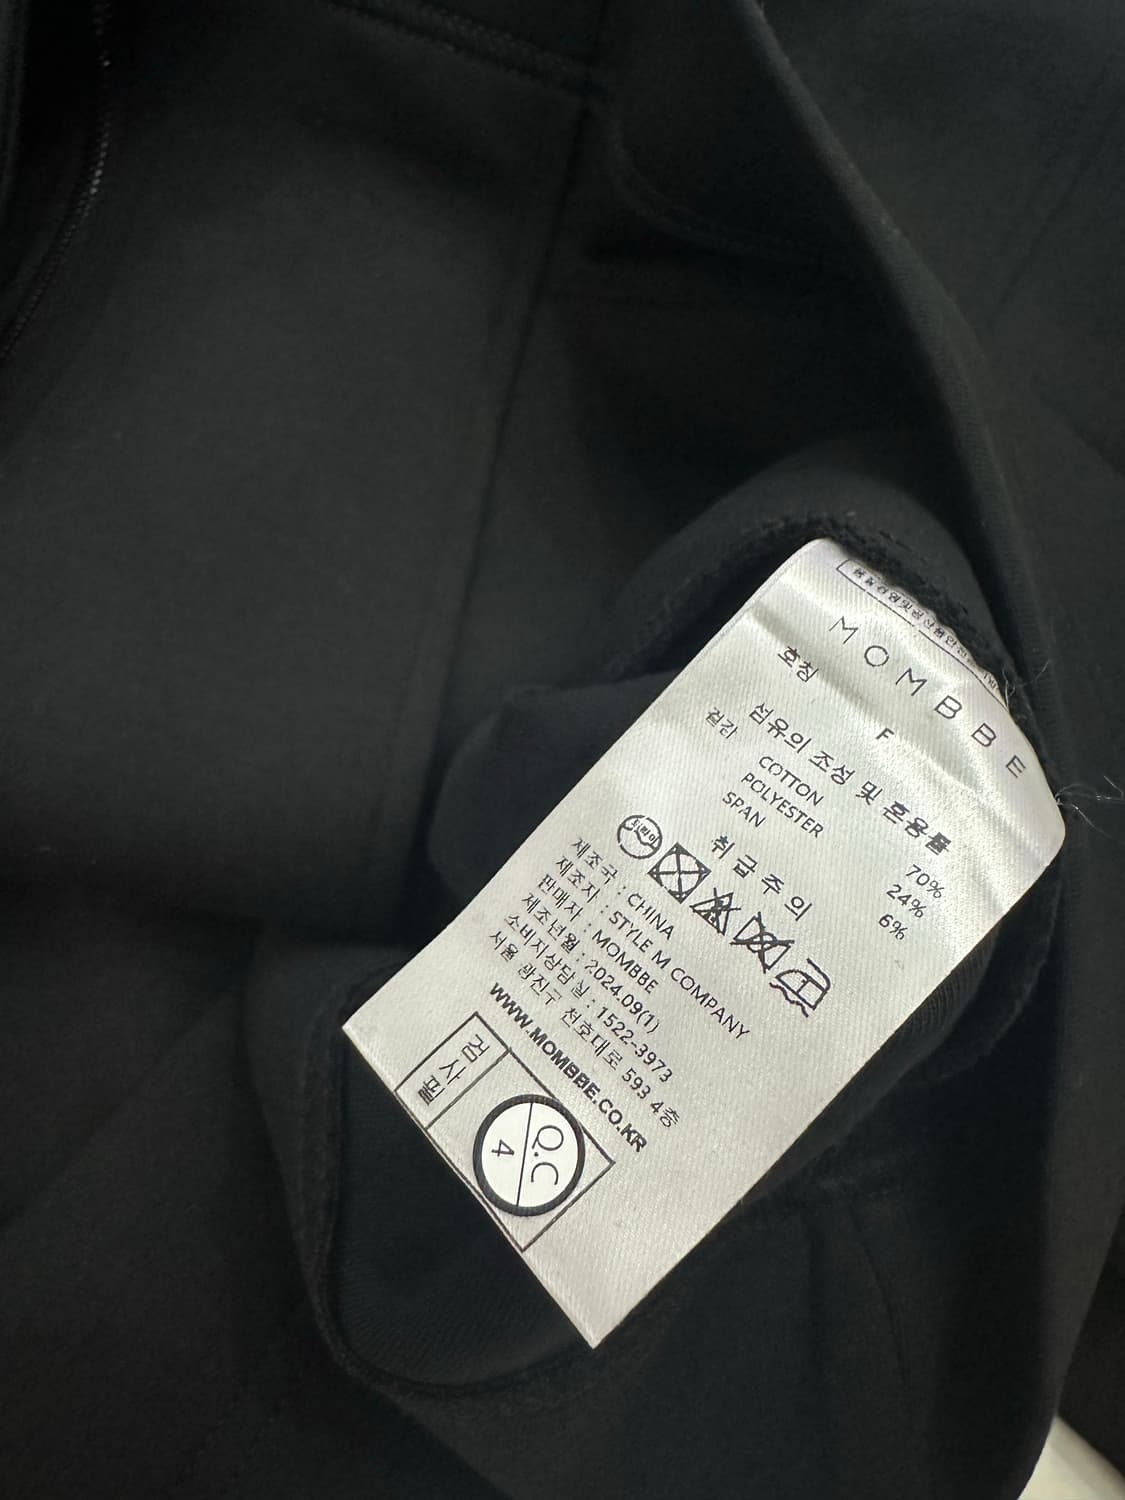 MOMBBE
호칭 F
섬유의 조성 및 혼용률
겉감 COTTON 70%
POLYESTER 24%
SPAN 6%
취급주의
드라이
제조국 : CHINA
제조자 : STYLE M COMPANY
판매자 : MOMBBE
제조년월 : 2024.09(1)
소비자상담실 : 1522-3973
서울 광진구 천호대로 593 4층
WWW.MOMBBE.CO.KR
검사필
Q.C
4